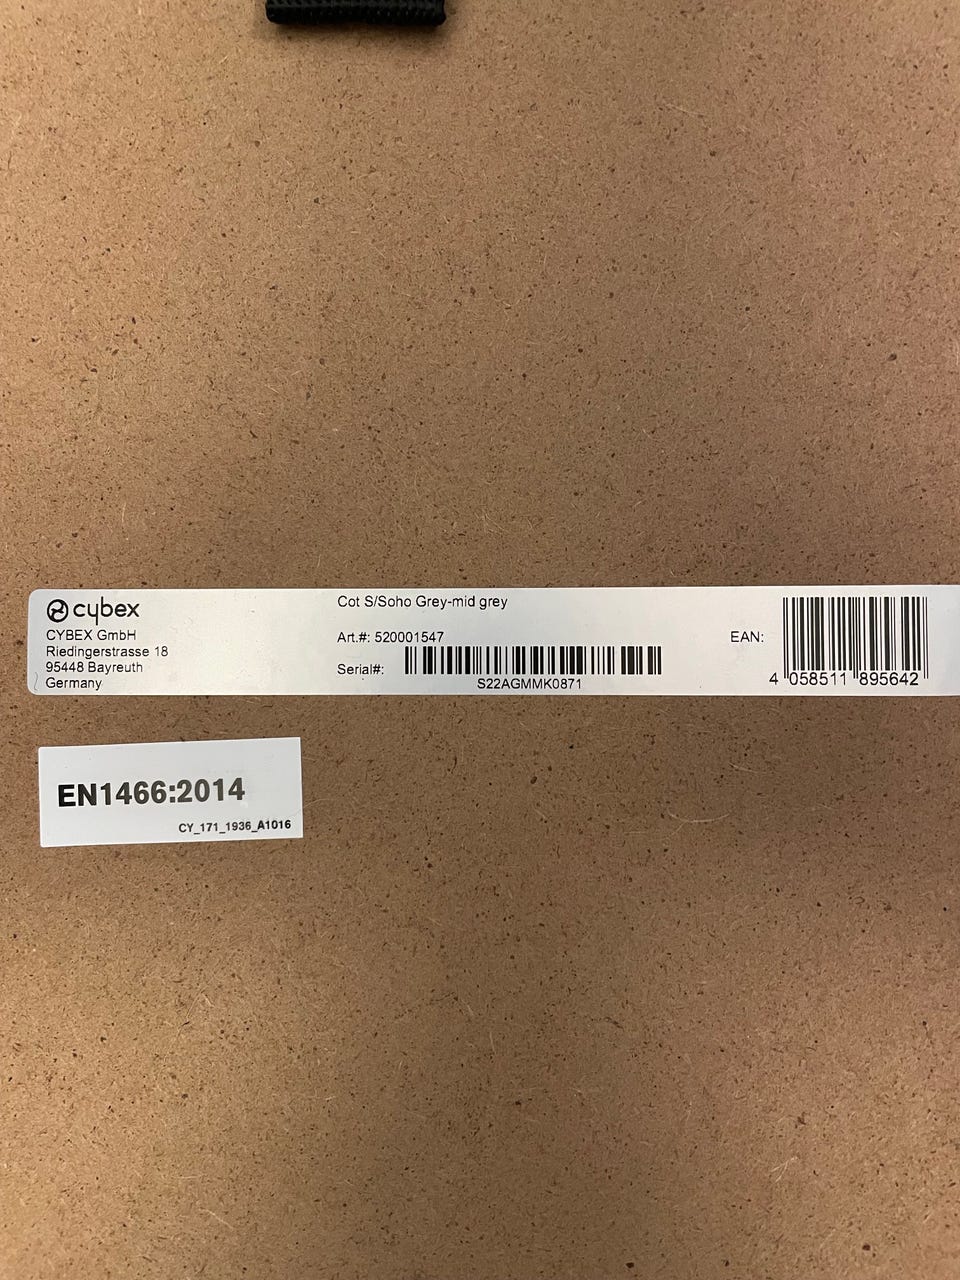 cybex
CYBEX GmbH
Riedingerstrasse 18
95448 Bayreuth
Germany
Cot S/Soho Grey-mid grey
Art.#: 520001547
Serial#:
S22AGMMK0871
EAN:
4 058511 895642
EN1466:2014
CY_171_1936_A1016